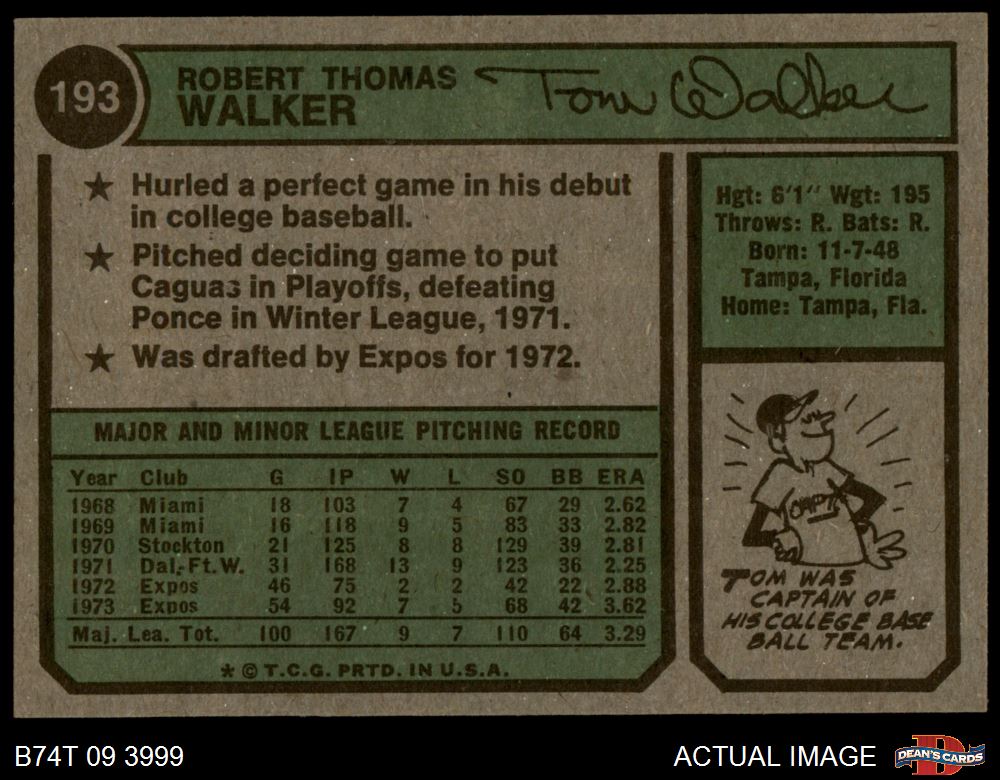 193
ROBERT THOMAS
WALKER
Tom Walker
★ Hurled a perfect game in his debut
in college baseball.
★ Pitched deciding game to put
Caguas in Playoffs, defeating
Ponce in Winter League, 1971.
★ Was drafted by Expos for 1972.
Hgt: 6'1" Wgt: 195
Throws: R. Bats: R.
Born: 11-7-48
Tampa, Florida
Home: Tampa, Fla.
MAJOR AND MINOR LEAGUE PITCHING RECORD
Year Club G IP W L SO BB ERA
1968 Miami 18 103 7 4 67 29 2.62
1969 Miami 16 118 9 5 83 33 2.82
1970 Stockton 21 125 8 8 129 39 2.81
1971 Dal.-Ft.W. 31 168 13 9 123 36 2.25
1972 Expos 46 75 2 2 42 22 2.88
1973 Expos 54 92 7 5 68 42 3.62
Maj. Lea. Tot. 100 167 9 7 110 64 3.29
* © T.C.G. PRTD. IN U.S.A.
CAPT.
TOM WAS
CAPTAIN OF
HIS COLLEGE BASE
BALL TEAM.
B74T 09 3999
ACTUAL IMAGE
D
DEAN'S CARDS